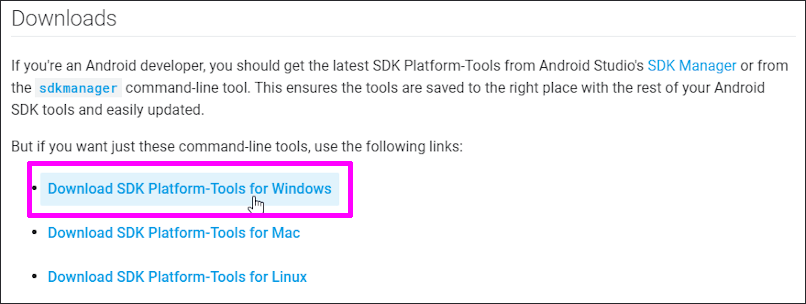 Downloads
If you're an Android developer, you should get the latest SDK Platform-Tools from Android Studio's SDK Manager or from
the sdkmanager command-line tool. This ensures the tools are saved to the right place with the rest of your Android
SDK tools and easily updated.
But if you want just these command-line tools, use the following links:
• Download SDK Platform-Tools for Windows
• Download SDK Platform-Tools for Mac
• Download SDK Platform-Tools for Linux